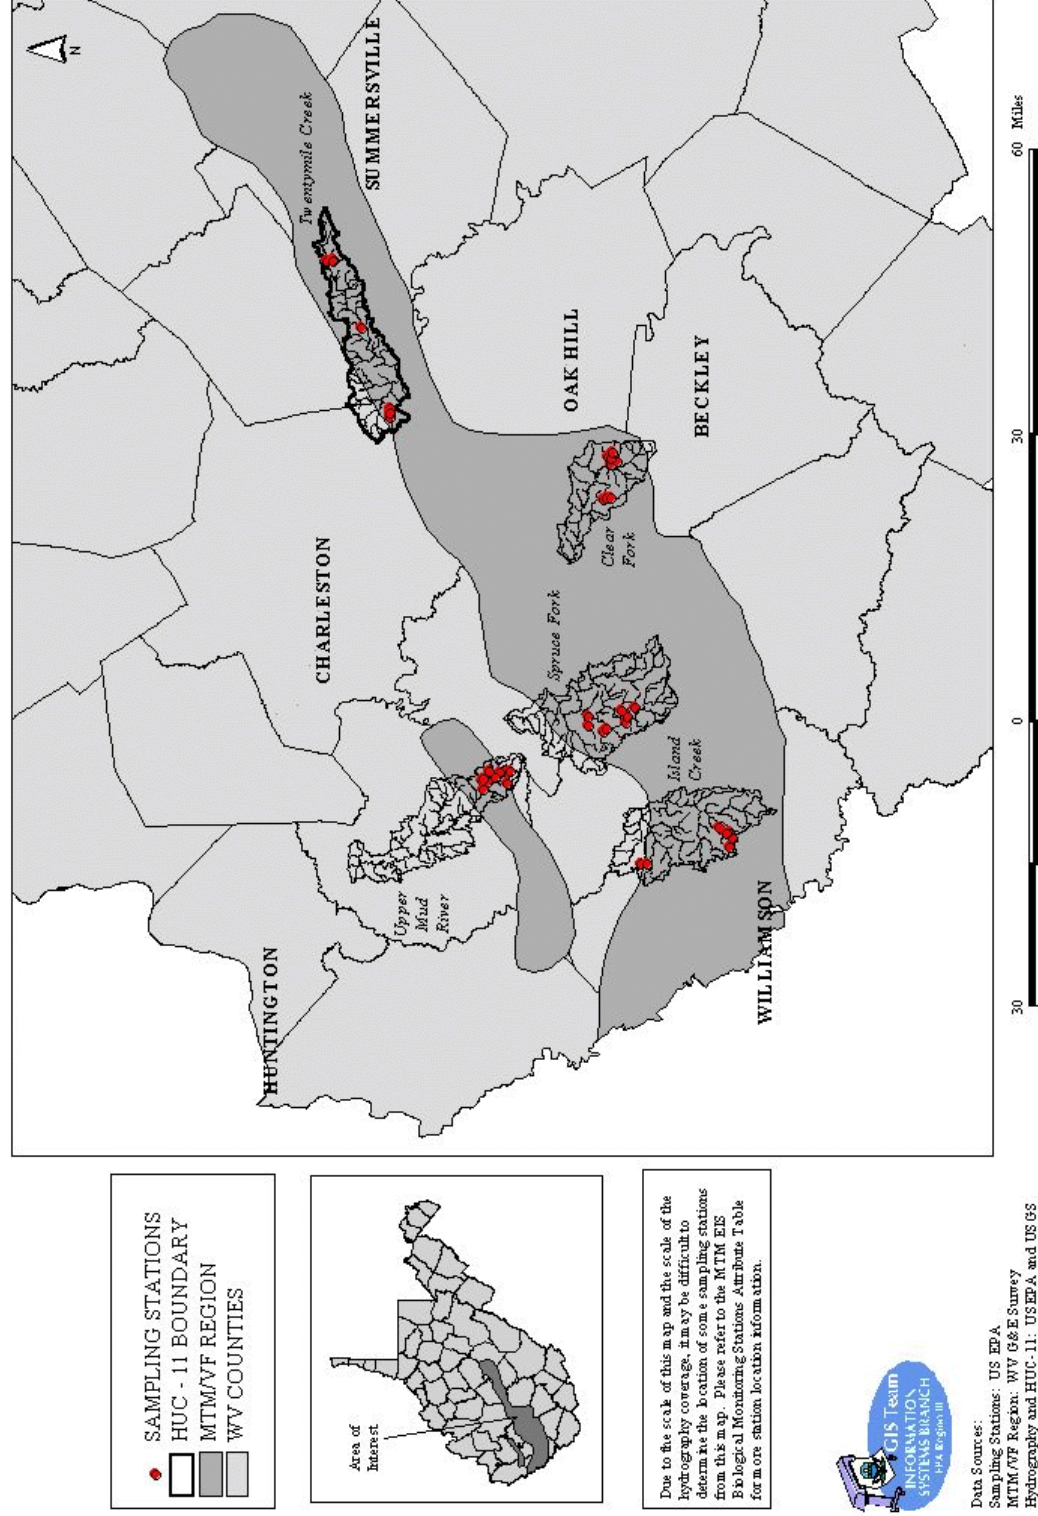 N
SUMMERSVILLE
Twentymile Creek
OAK HILL
BECKLEY
CHARLESTON
Clear
Fork
Spruce Fork
Island
Creek
Upper
Mud
River
HUNTINGTON
WILLIAMSON
30
0
30
60 Miles
SAMPLING STATIONS
HUC - 11 BOUNDARY
MTM/VF REGION
WV COUNTIES
Area of
Interest
Due to the scale of this map and the scale of the
hydrography coverage, it may be difficult to
determine the location of some sampling stations
from this map. Please refer to the MTM EIS
Biological Monitoring Stations Attribute Table
for more station location information.
GIS Team
INFORMATION
SYSTEMS BRANCH
EPA Region III
Data Sources:
Sampling Stations: US EPA
MTM/VF Region: WV G&E Survey
Hydrography and HUC-11: USEPA and USGS